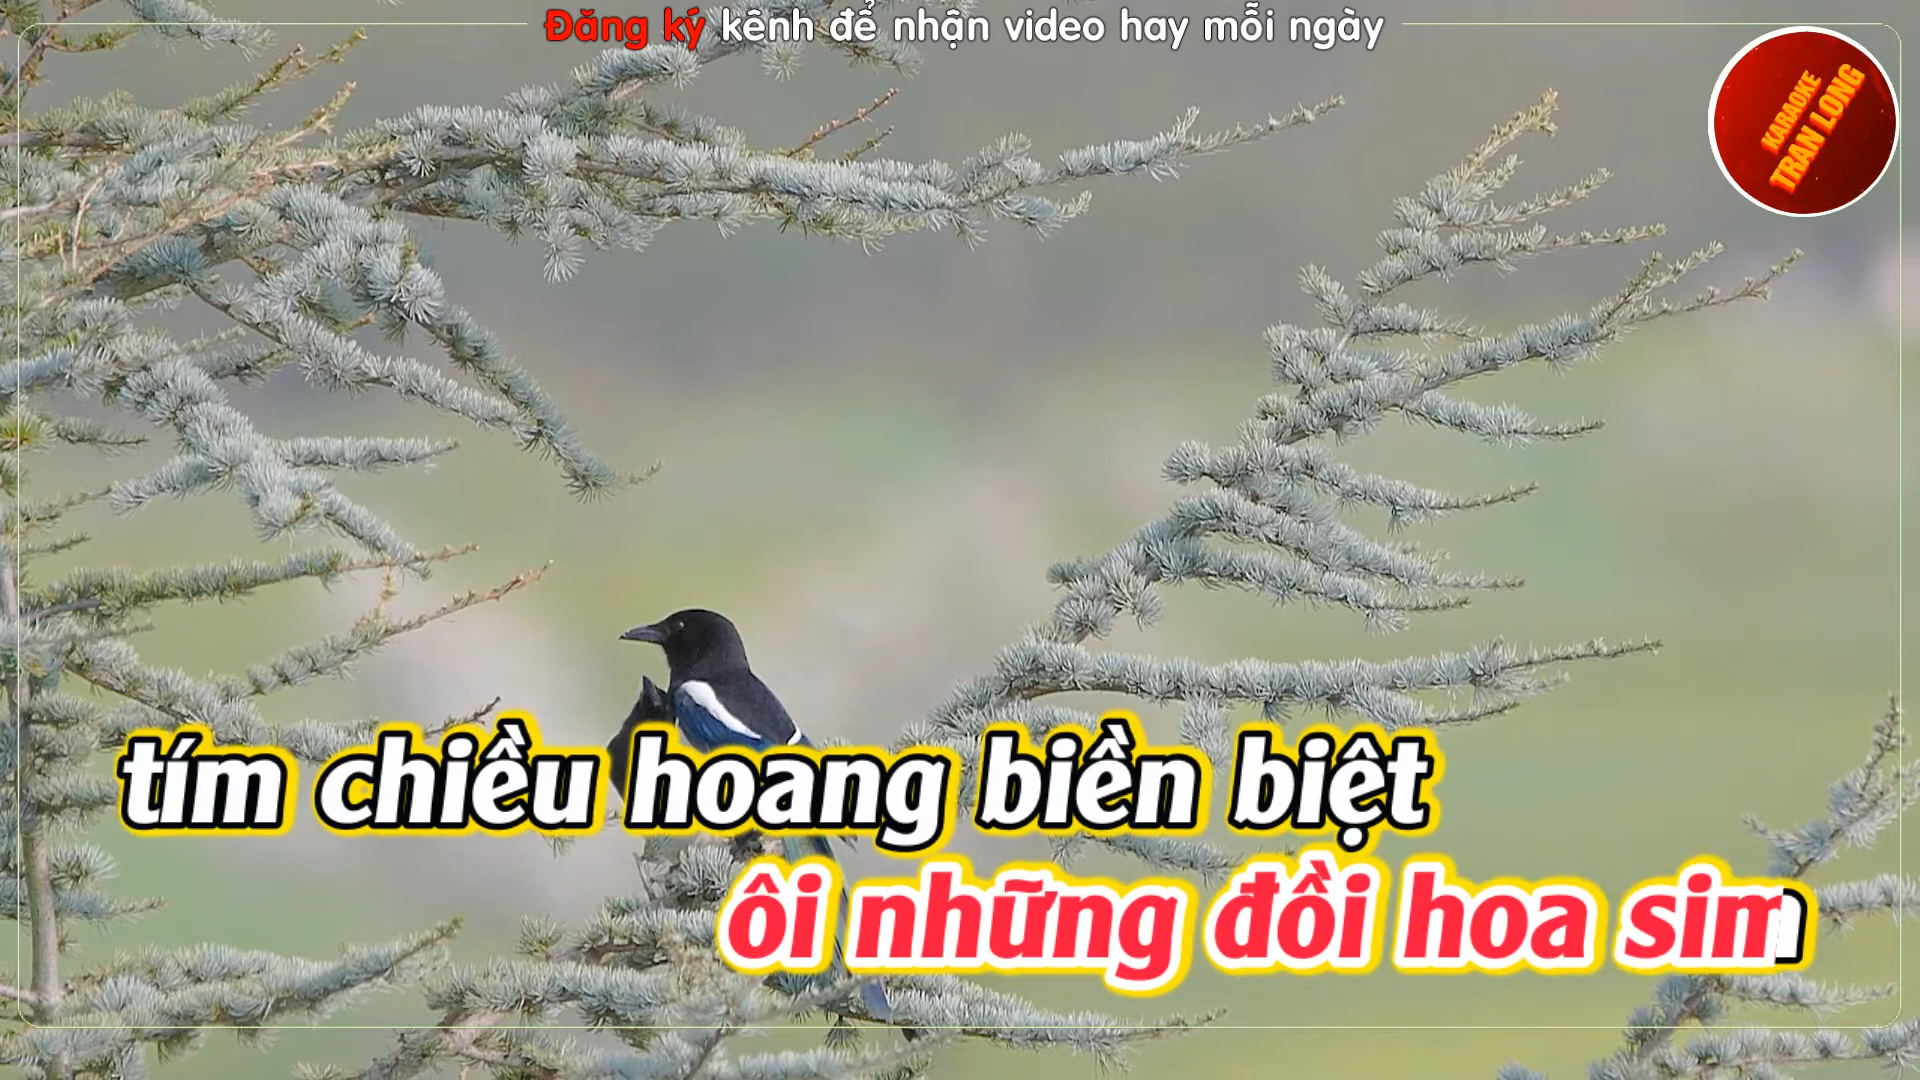 Đăng ký kênh để nhận video hay mỗi ngày
KARAOKE
TRAN LONG
tím chiều hoang biền biệt
ôi những đồi hoa sim